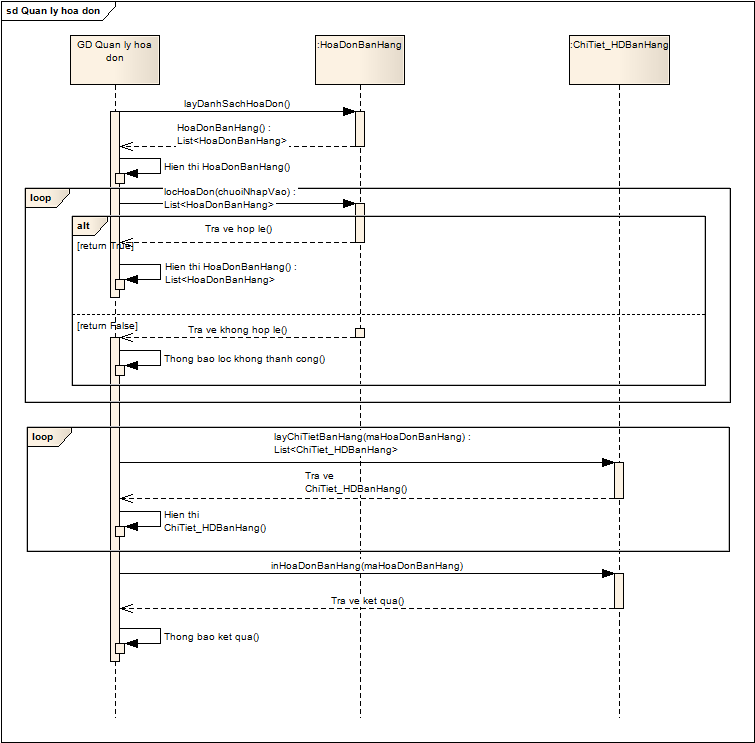 sd Quan ly hoa don
GD Quan ly hoa
don
:HoaDonBanHang
:ChiTiet_HDBanHang
layDanhSachHoaDon()
HoaDonBanHang() :
List<HoaDonBanHang>
Hien thi HoaDonBanHang()
loop
locHoaDon(chuoiNhapVao) :
List<HoaDonBanHang>
alt
Tra ve hop le()
[return True]
Hien thi HoaDonBanHang() :
List<HoaDonBanHang>
[return False]
Tra ve khong hop le()
Thong bao loc khong thanh cong()
loop
layChiTietBanHang(maHoaDonBanHang) :
List<ChiTiet_HDBanHang>
Tra ve
ChiTiet_HDBanHang()
Hien thi
ChiTiet_HDBanHang()
inHoaDonBanHang(maHoaDonBanHang)
Tra ve ket qua()
Thong bao ket qua()